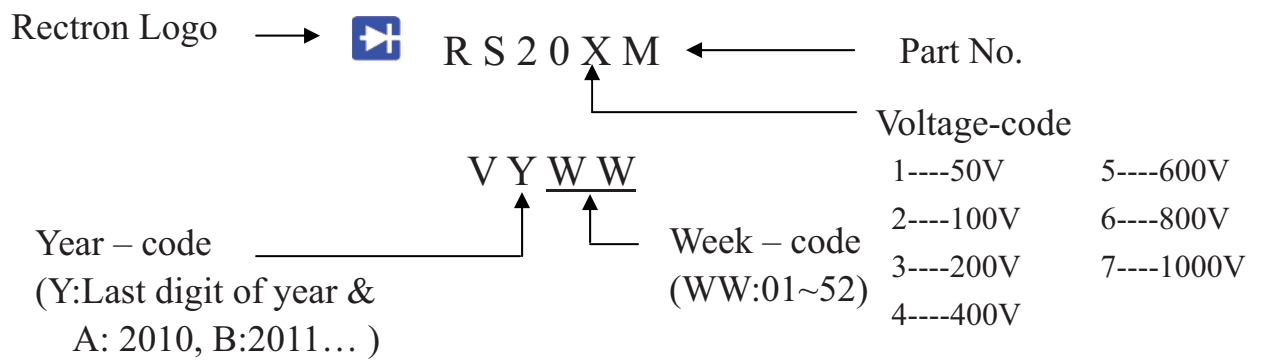 Rectron Logo
R S 2 0 X M
Part No.
Voltage-code
1----50V 5----600V
2----100V 6----800V
3----200V 7----1000V
4----400V
V Y W W
Year – code
(Y:Last digit of year &
A: 2010, B:2011… )
Week – code
(WW:01~52)